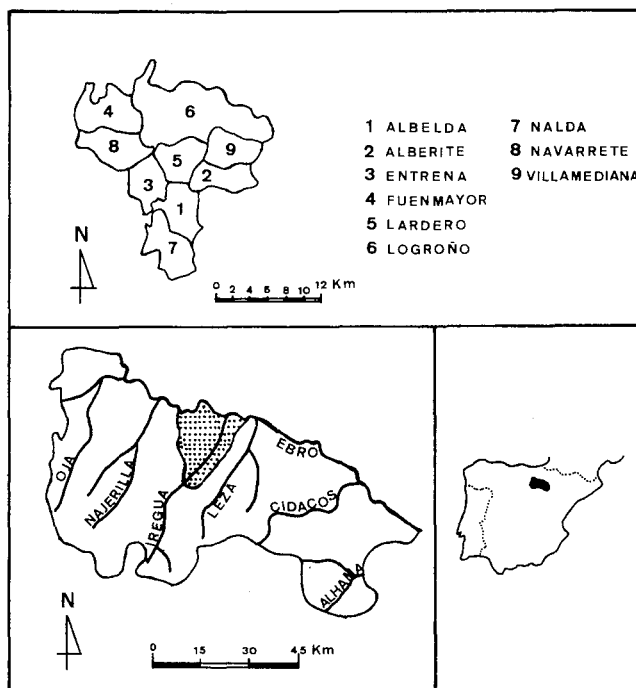 4
6
8
5
9
3
2
1
7
1 ALBELDA
2 ALBERITE
3 ENTRENA
4 FUENMAYOR
5 LARDERO
6 LOGROÑO
7 NALDA
8 NAVARRETE
9 VILLAMEDIANA
N
0 2 4 6 8 10 12 Km
OJA
NAJERILLA
IREGUA
LEZA
EBRO
CIDACOS
ALHAMA
N
0 15 30 45 Km